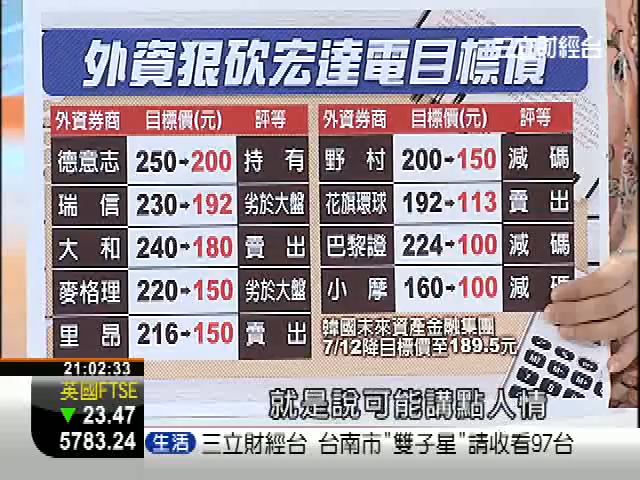 三立財經台
外資狠砍宏達電目標價
外資券商 目標價(元) 評等
德意志 250→200 持有
瑞信 230→192 劣於大盤
大和 240→180 賣出
麥格理 220→150 劣於大盤
里昂 216→150 賣出
外資券商 目標價(元) 評等
野村 200→150 減碼
花旗環球 192→113 賣出
巴黎證 224→100 減碼
小摩 160→100 減碼
韓國未來資產金融集團
7/12降目標價至189.5元
就是說可能講點人情
21:02:33
英國FTSE
▼ 23.47
5783.24
生活 三立財經台 台南市"雙子星"請收看97台